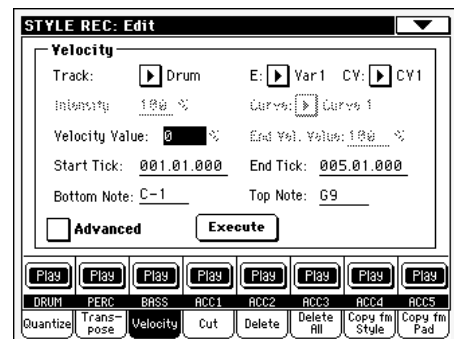 STYLE REC: Edit
Velocity
Track: Drum E: Var1 CV: CV1
Intensity 100 % Curve: Curve 1
Velocity Value: 0 % End Vel. Value: 100 %
Start Tick: 001.01.000 End Tick: 005.01.000
Bottom Note: C-1 Top Note: G9
Advanced Execute
Play Play Play Play Play Play Play Play
DRUM PERC BASS ACC1 ACC2 ACC3 ACC4 ACC5
Quantize Trans-pose Velocity Cut Delete Delete All Copy fm Style Copy fm Pad